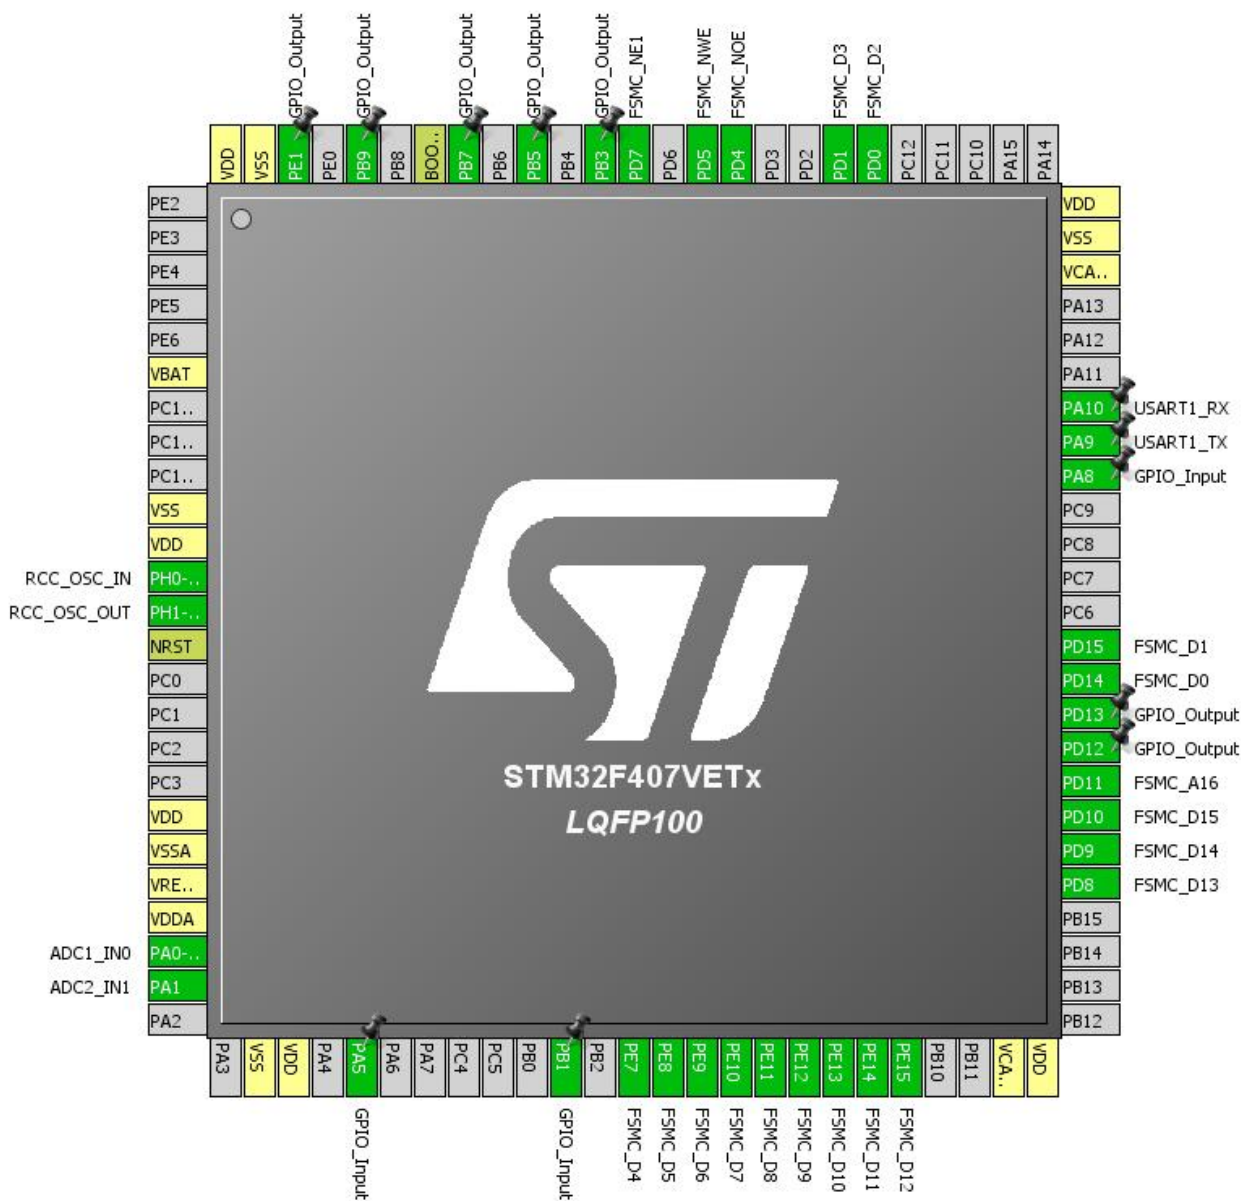 GPIO_Output
GPIO_Output
GPIO_Output
GPIO_Output
GPIO_Output
FSMC_NE1
FSMC_NWE
FSMC_NOE
FSMC_D3
FSMC_D2
VDD
VSS
PE1
PE0
PB9
PB8
BOO..
PB7
PB6
PB5
PB4
PB3
PD7
PD6
PD5
PD4
PD3
PD2
PD1
PD0
PC12
PC11
PC10
PA15
PA14
PE2
PE3
PE4
PE5
PE6
VBAT
PC1..
PC1..
PC1..
VSS
VDD
RCC_OSC_IN PH0-..
RCC_OSC_OUT PH1-..
NRST
PC0
PC1
PC2
PC3
VDD
VSSA
VRE..
VDDA
ADC1_IN0 PA0-..
ADC2_IN1 PA1
PA2
STM32F407VETx
LQFP100
VDD
VSS
VCA..
PA13
PA12
PA11
PA10 USART1_RX
PA9 USART1_TX
PA8 GPIO_Input
PC9
PC8
PC7
PC6
PD15 FSMC_D1
PD14 FSMC_D0
PD13 GPIO_Output
PD12 GPIO_Output
PD11 FSMC_A16
PD10 FSMC_D15
PD9 FSMC_D14
PD8 FSMC_D13
PB15
PB14
PB13
PB12
PA3
VSS
VDD
PA4
PA5
PA6
PA7
PC4
PC5
PB0
PB1
PB2
PE7
PE8
PE9
PE10
PE11
PE12
PE13
PE14
PE15
PB10
PB11
VCA..
VDD
GPIO_Input
GPIO_Input
FSMC_D4
FSMC_D5
FSMC_D6
FSMC_D7
FSMC_D8
FSMC_D9
FSMC_D10
FSMC_D11
FSMC_D12